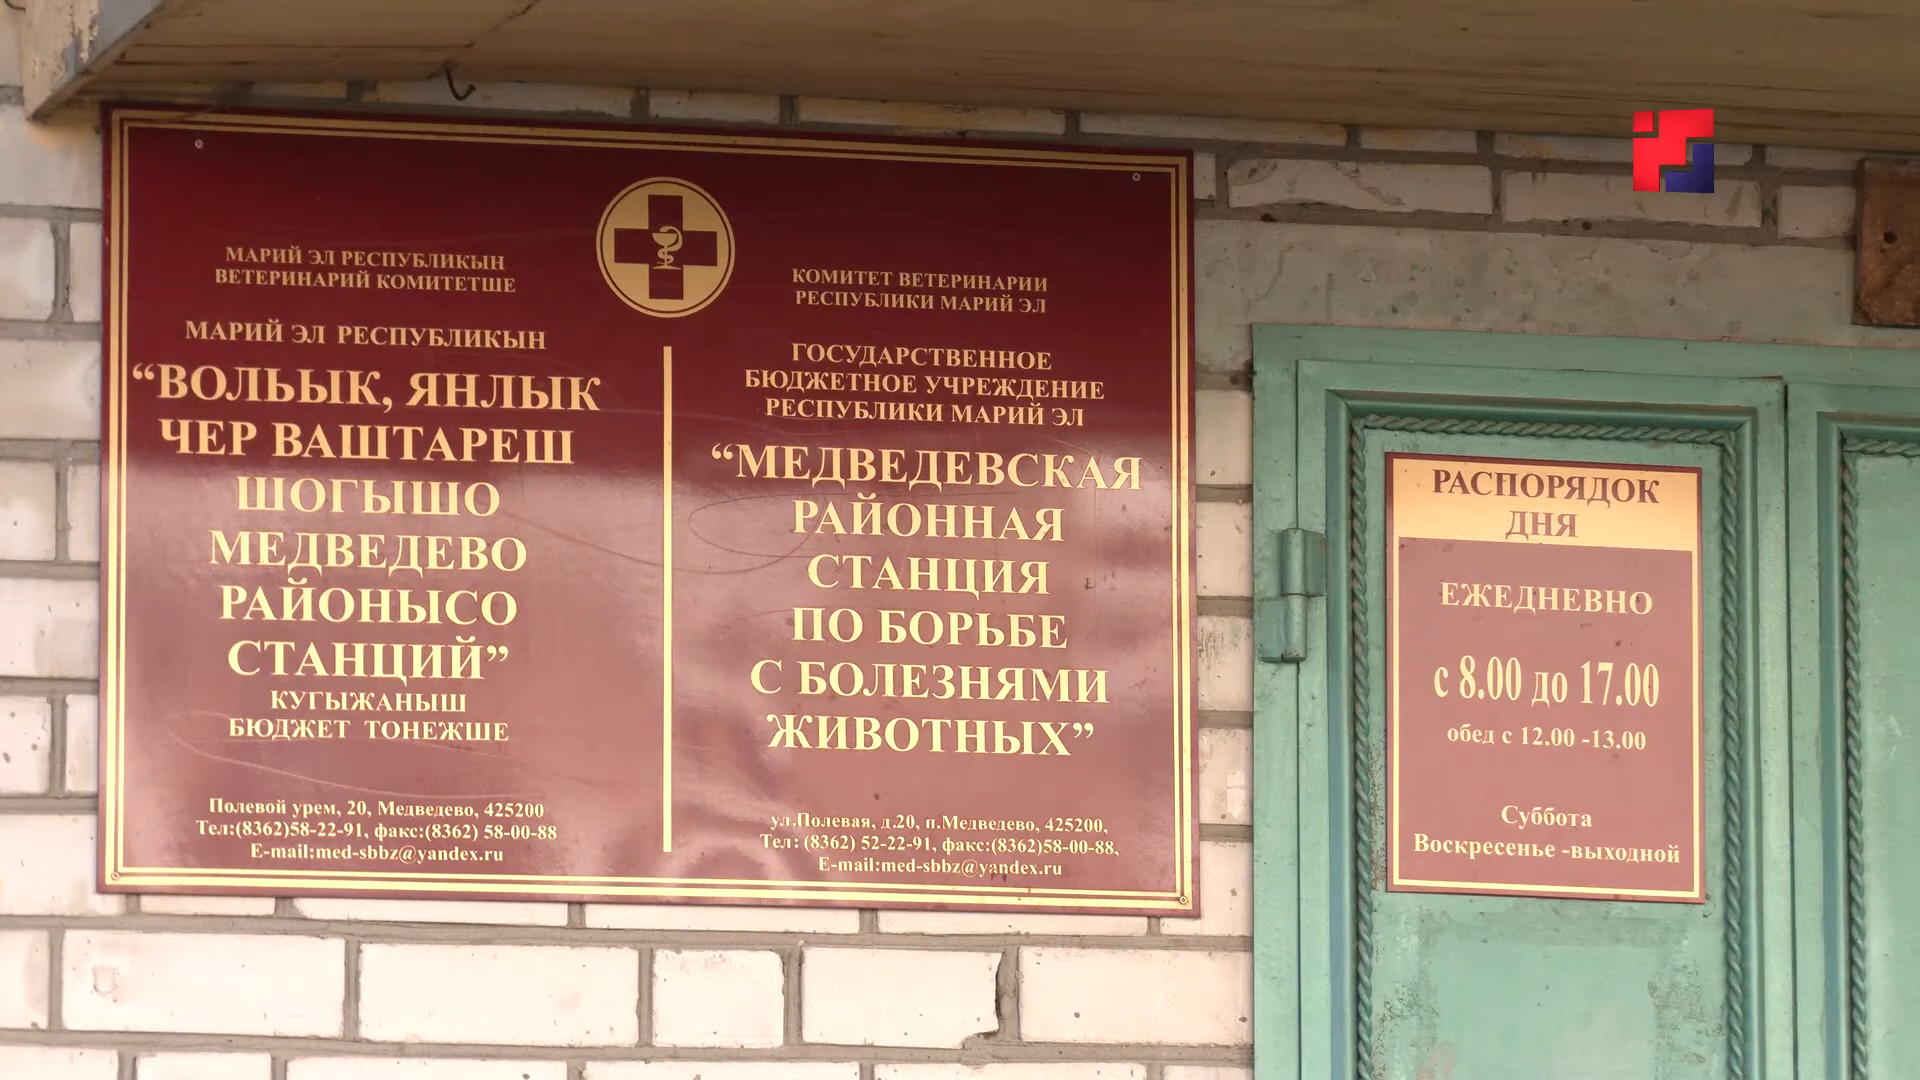 МАРИЙ ЭЛ РЕСПУБЛИКЫН
ВЕТЕРИНАРИЙ КОМИТЕТШЕ
МАРИЙ ЭЛ РЕСПУБЛИКЫН
“ВОЛЬЫК, ЯНЛЫК
ЧЕР ВАШТАРЕШ
ШОГЫШО
МЕДВЕДЕВО
РАЙОНЫСО
СТАНЦИЙ”
КУГЫЖАНЫШ
БЮДЖЕТ ТОНЕЖШЕ
Полевой урем, 20, Медведево, 425200
Тел:(8362)58-22-91, факс:(8362) 58-00-88
E-mail:med-sbbz@yandex.ru
КОМИТЕТ ВЕТЕРИНАРИИ
РЕСПУБЛИКИ МАРИЙ ЭЛ
ГОСУДАРСТВЕННОЕ
БЮДЖЕТНОЕ УЧРЕЖДЕНИЕ
РЕСПУБЛИКИ МАРИЙ ЭЛ
“МЕДВЕДЕВСКАЯ
РАЙОННАЯ
СТАНЦИЯ
ПО БОРЬБЕ
С БОЛЕЗНЯМИ
ЖИВОТНЫХ”
ул.Полевая, д.20, п.Медведево, 425200,
Тел: (8362) 52-22-91, факс:(8362)58-00-88,
E-mail:med-sbbz@yandex.ru
РАСПОРЯДОК
ДНЯ
ЕЖЕДНЕВНО
с 8.00 до 17.00
обед с 12.00 -13.00
Суббота
Воскресенье -выходной